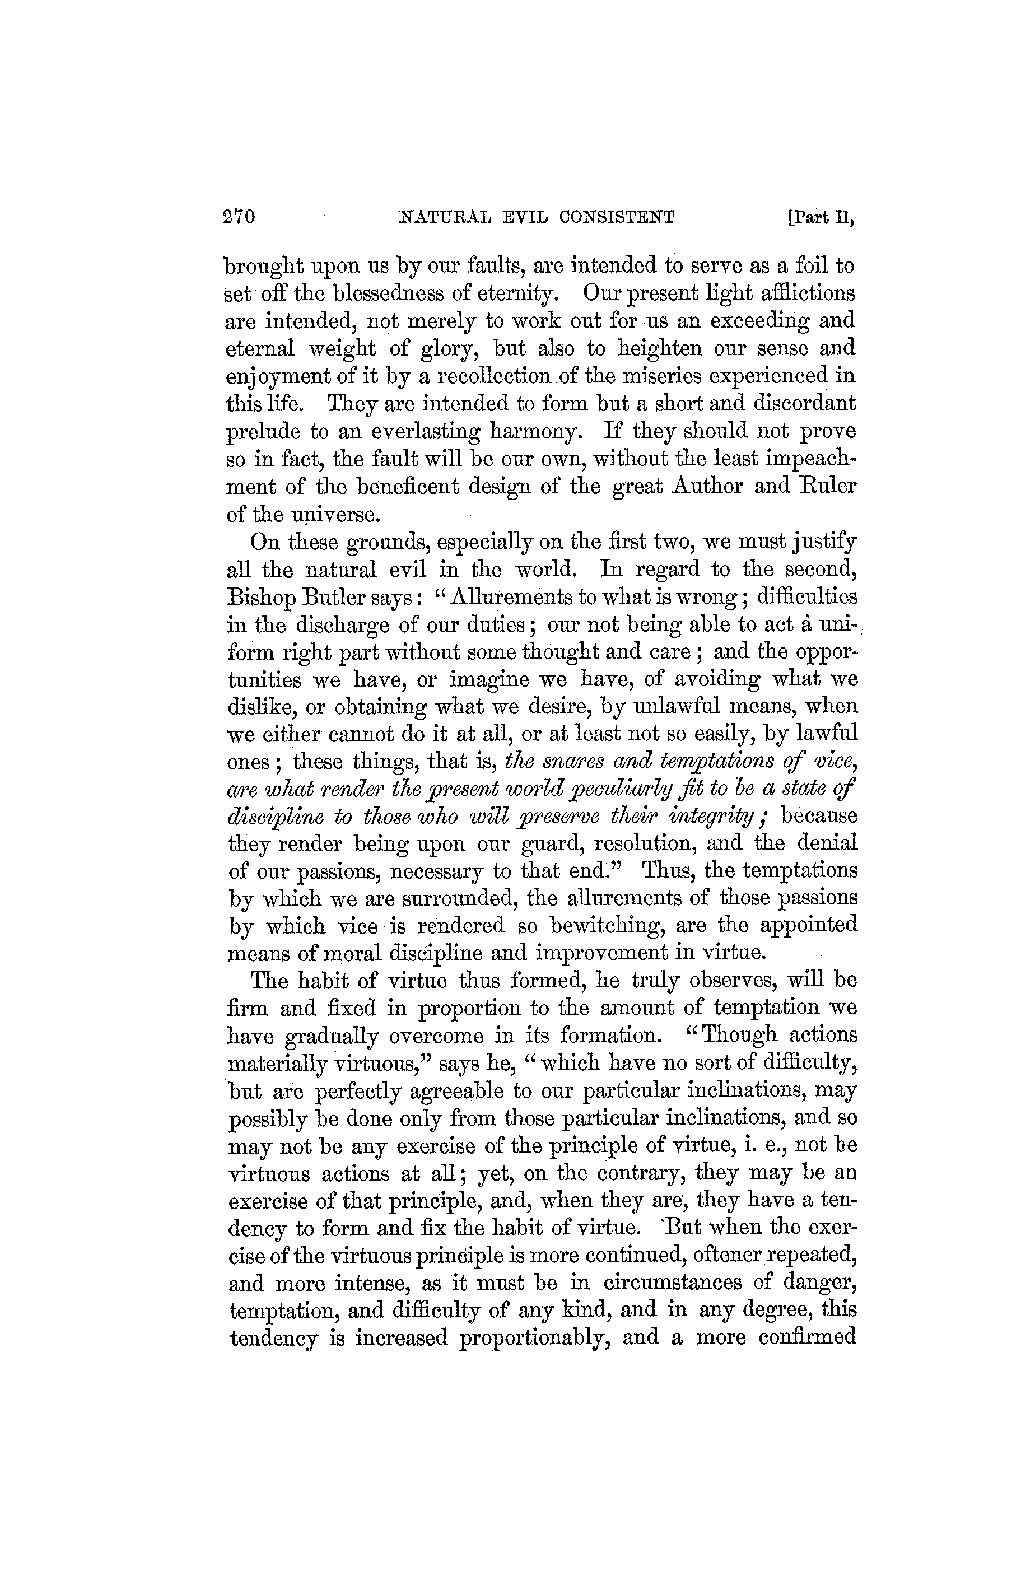 270 NATURAL EVIL CONSISTENT [Part II,
brought upon us by our faults, are intended to serve as a foil to
set off the blessedness of eternity. Our present light afflictions
are intended, not merely to work out for us an exceeding and
eternal weight of glory, but also to heighten our sense and
enjoyment of it by a recollection of the miseries experienced in
this life. They are intended to form but a short and discordant
prelude to an everlasting harmony. If they should not prove
so in fact, the fault will be our own, without the least impeach-
ment of the beneficent design of the great Author and Ruler
of the universe.
On these grounds, especially on the first two, we must justify
all the natural evil in the world. In regard to the second,
Bishop Butler says: “Allurements to what is wrong; difficulties
in the discharge of our duties; our not being able to act a uni-
form right part without some thought and care; and the oppor-
tunities we have, or imagine we have, of avoiding what we
dislike, or obtaining what we desire, by unlawful means, when
we either cannot do it at all, or at least not so easily, by lawful
ones; these things, that is, the snares and temptations of vice,
are what render the present world peculiarly fit to be a state of
discipline to those who will preserve their integrity; because
they render being upon our guard, resolution, and the denial
of our passions, necessary to that end.” Thus, the temptations
by which we are surrounded, the allurements of those passions
by which vice is rendered so bewitching, are the appointed
means of moral discipline and improvement in virtue.
The habit of virtue thus formed, he truly observes, will be
firm and fixed in proportion to the amount of temptation we
have gradually overcome in its formation. “Though actions
materially virtuous,” says he, “which have no sort of difficulty,
but are perfectly agreeable to our particular inclinations, may
possibly be done only from those particular inclinations, and so
may not be any exercise of the principle of virtue, i. e., not be
virtuous actions at all; yet, on the contrary, they may be an
exercise of that principle, and, when they are, they have a ten-
dency to form and fix the habit of virtue. But when the exer-
cise of the virtuous principle is more continued, oftener repeated,
and more intense, as it must be in circumstances of danger,
temptation, and difficulty of any kind, and in any degree, this
tendency is increased proportionably, and a more confirmed